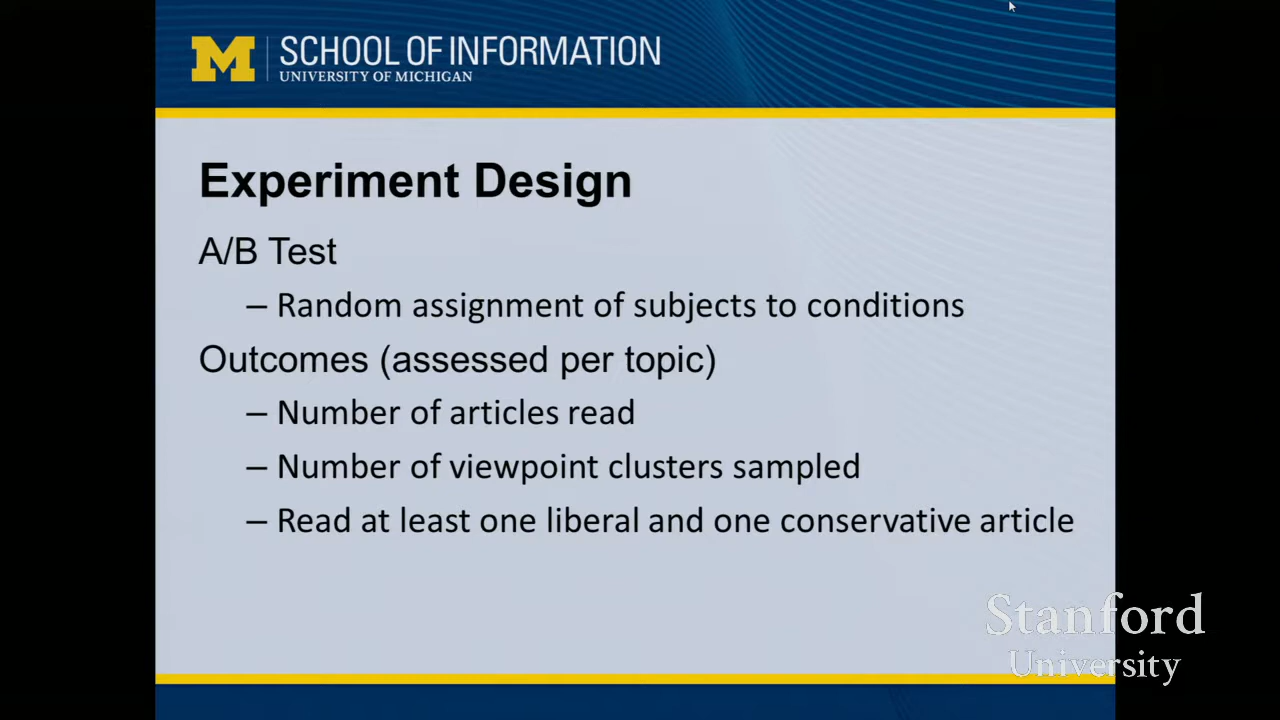 M
SCHOOL OF INFORMATION
UNIVERSITY OF MICHIGAN
Experiment Design
A/B Test
– Random assignment of subjects to conditions
Outcomes (assessed per topic)
– Number of articles read
– Number of viewpoint clusters sampled
– Read at least one liberal and one conservative article
Stanford
University